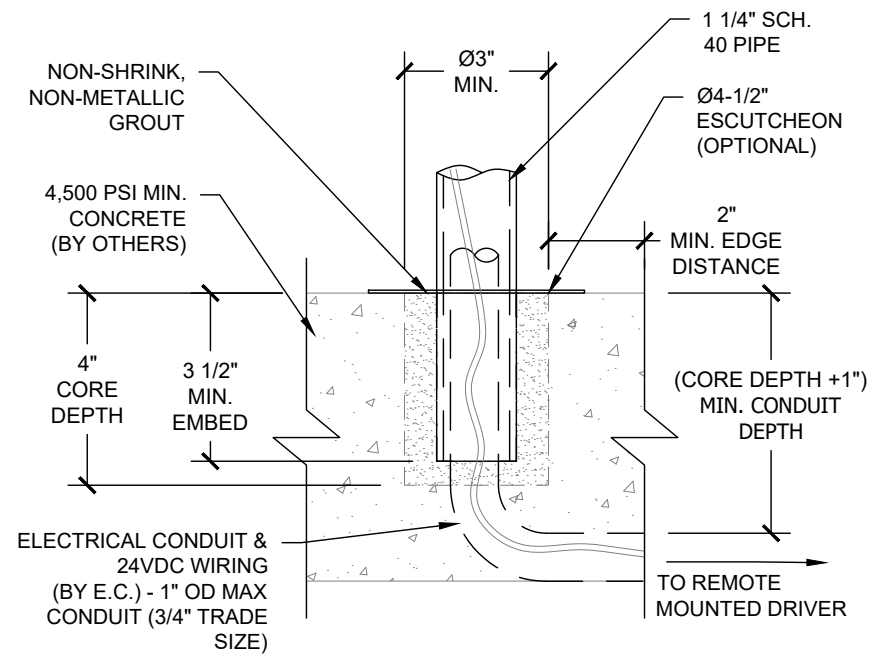 1 1/4" SCH.
40 PIPE
Ø3"
MIN.
NON-SHRINK,
NON-METALLIC
GROUT
Ø4-1/2"
ESCUTCHEON
(OPTIONAL)
4,500 PSI MIN.
CONCRETE
(BY OTHERS)
2"
MIN. EDGE
DISTANCE
4"
CORE
DEPTH
3 1/2"
MIN.
EMBED
(CORE DEPTH +1")
MIN. CONDUIT
DEPTH
ELECTRICAL CONDUIT &
24VDC WIRING
(BY E.C.) - 1" OD MAX
CONDUIT (3/4" TRADE
SIZE)
TO REMOTE
MOUNTED DRIVER